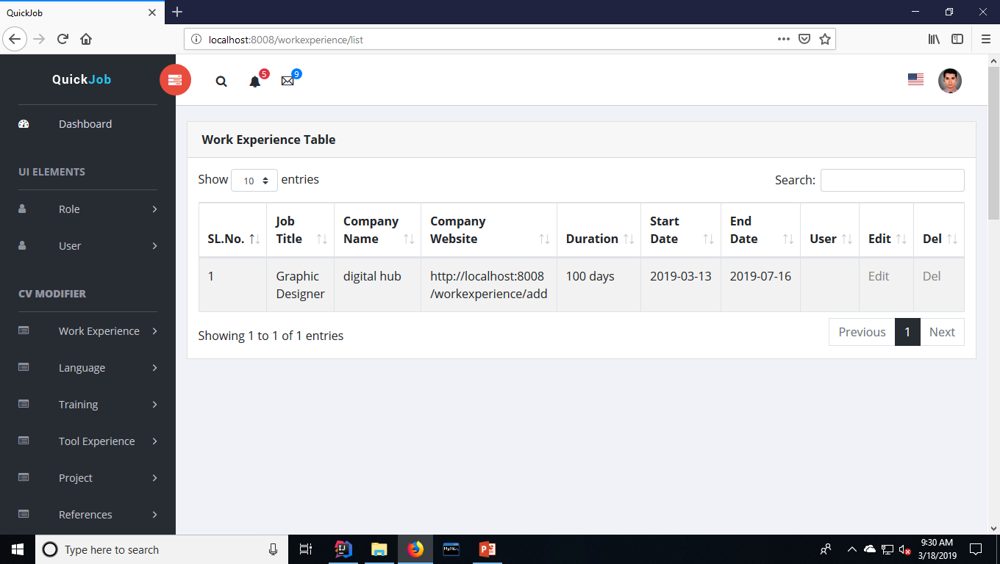 QuickJob
localhost:8008/workexperience/list
QuickJob
5
9
Dashboard
UI ELEMENTS
Role
User
CV MODIFIER
Work Experience
Language
Training
Tool Experience
Project
References
Work Experience Table
Show 10 entries
Search:
SL.No. Job Title Company Name Company Website Duration Start Date End Date User Edit Del
1 Graphic Designer digital hub http://localhost:8008/workexperience/add 100 days 2019-03-13 2019-07-16 Edit Del
Showing 1 to 1 of 1 entries
Previous 1 Next
Type here to search
IJ
MySQL
P
9:30 AM
3/18/2019